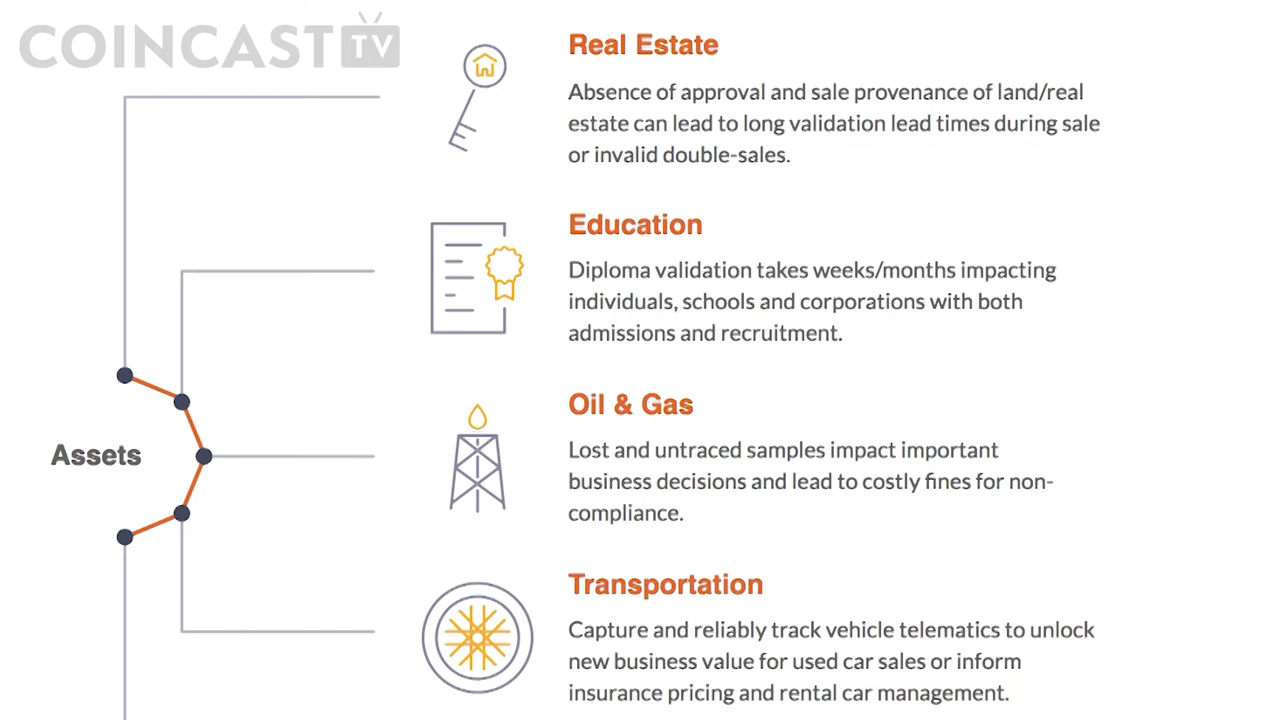 COINCAST TV
Real Estate
Absence of approval and sale provenance of land/real
estate can lead to long validation lead times during sale
or invalid double-sales.
Education
Diploma validation takes weeks/months impacting
individuals, schools and corporations with both
admissions and recruitment.
Oil & Gas
Lost and untraced samples impact important
business decisions and lead to costly fines for non-
compliance.
Assets
Transportation
Capture and reliably track vehicle telematics to unlock
new business value for used car sales or inform
insurance pricing and rental car management.